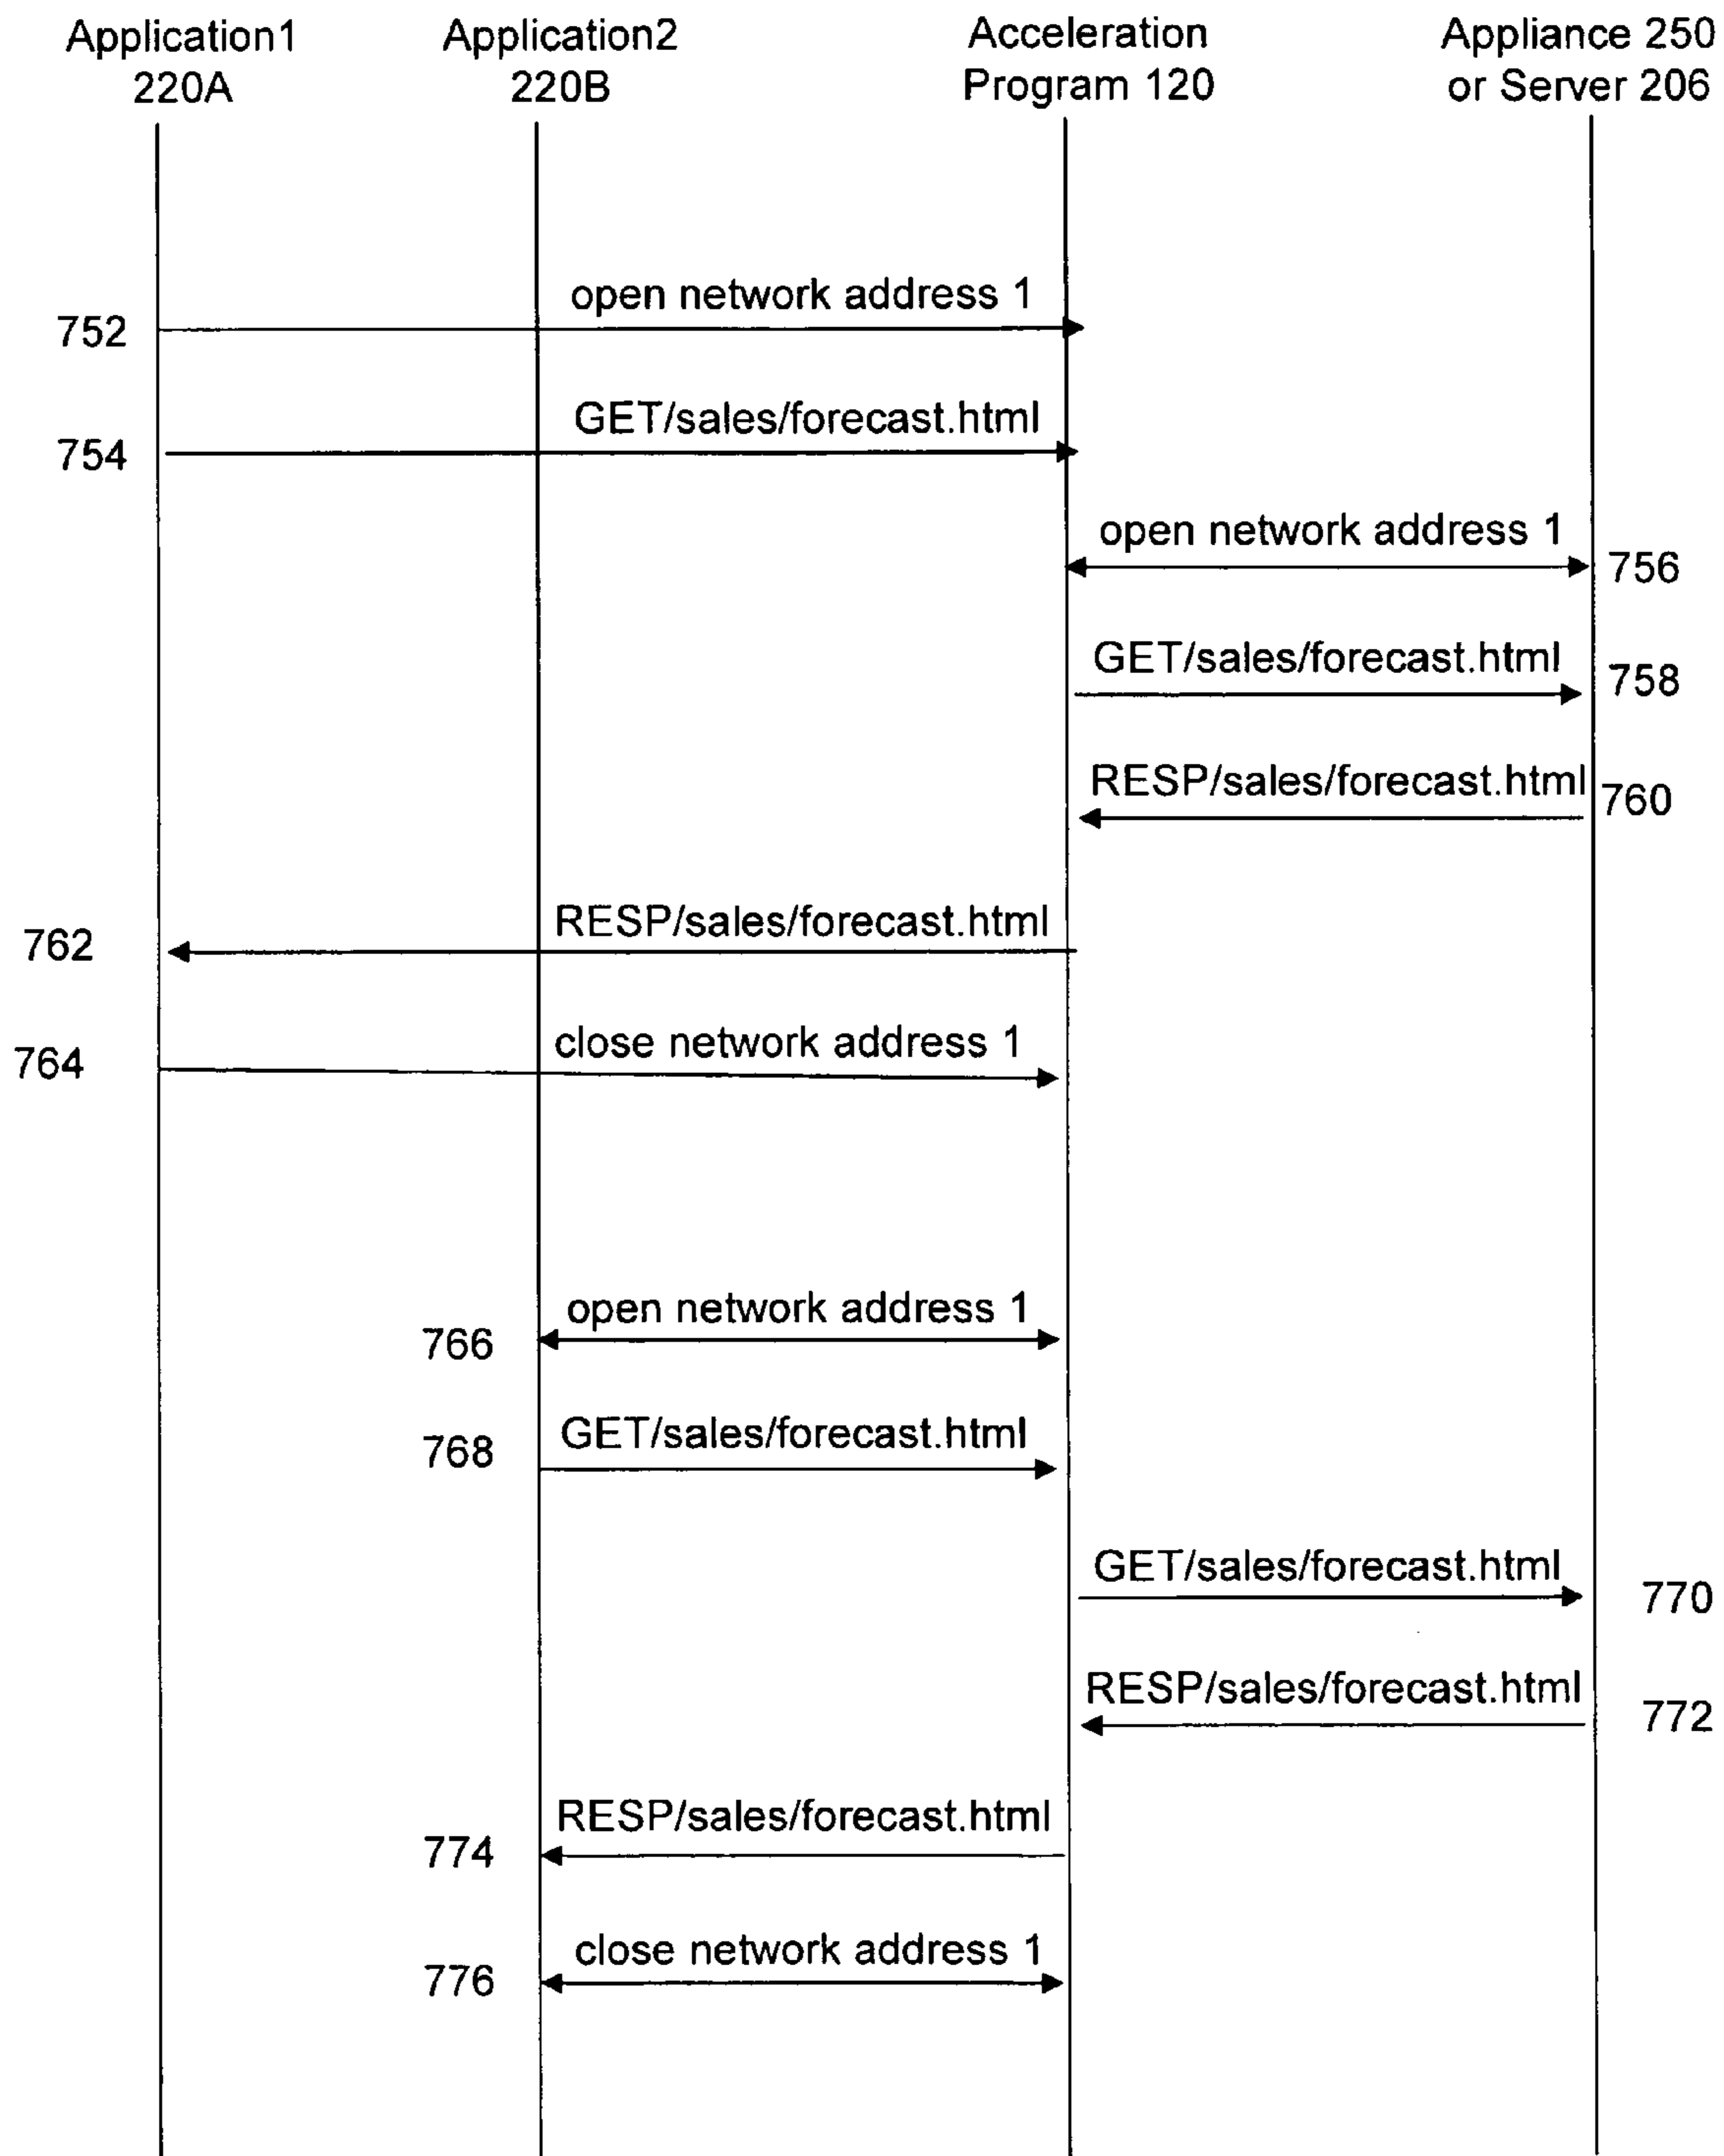 Application1
220A
Application2
220B
Acceleration
Program 120
Appliance 250
or Server 206
open network address 1
752
GET/sales/forecast.html
754
open network address 1
756
GET/sales/forecast.html
758
RESP/sales/forecast.html
760
RESP/sales/forecast.html
762
close network address 1
764
open network address 1
766
GET/sales/forecast.html
768
GET/sales/forecast.html
770
RESP/sales/forecast.html
772
RESP/sales/forecast.html
774
close network address 1
776